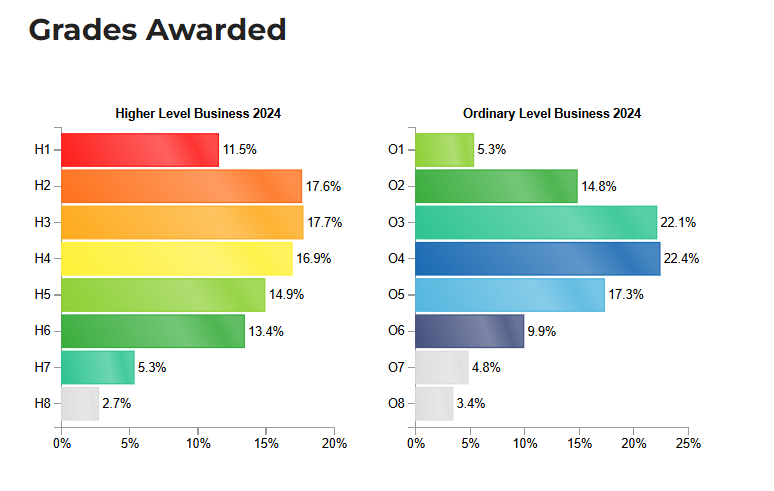 Grades Awarded
Higher Level Business 2024
H1 11.5%
H2 17.6%
H3 17.7%
H4 16.9%
H5 14.9%
H6 13.4%
H7 5.3%
H8 2.7%
0% 5% 10% 15% 20%
Ordinary Level Business 2024
O1 5.3%
O2 14.8%
O3 22.1%
O4 22.4%
O5 17.3%
O6 9.9%
O7 4.8%
O8 3.4%
0% 5% 10% 15% 20% 25%